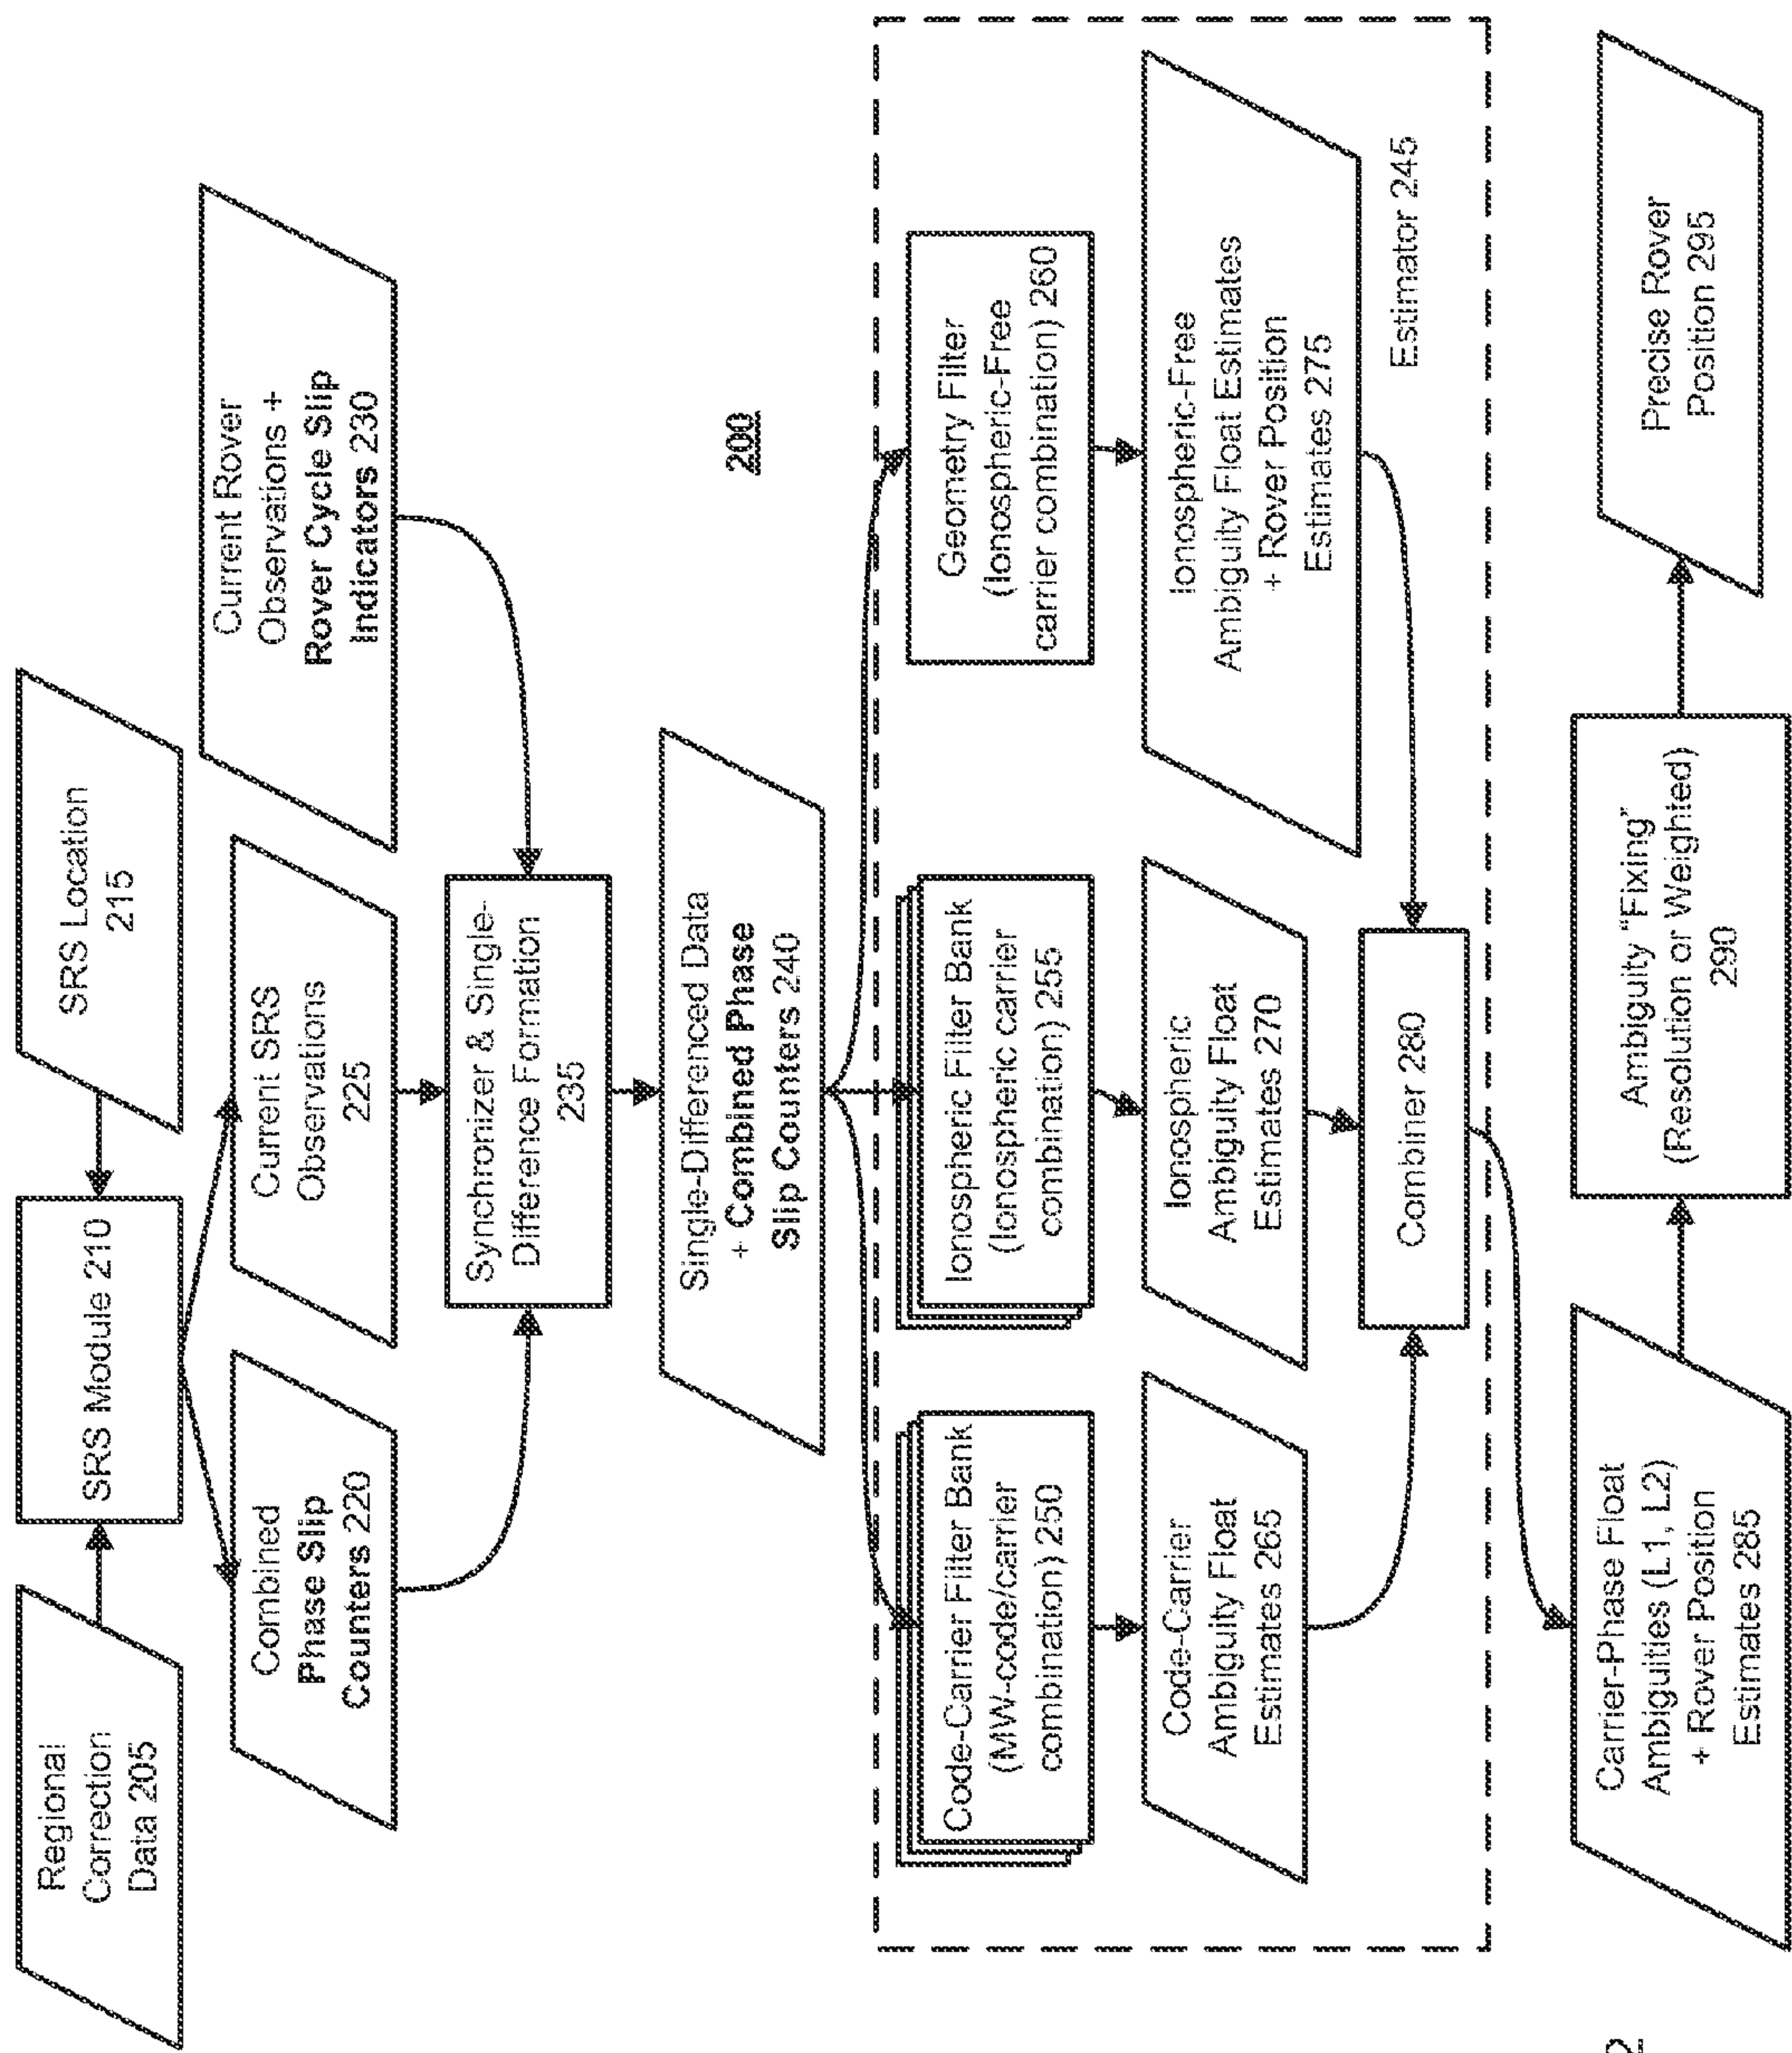 Regional
Correction
Data 205
SRS Module 210
SRS Location
215
Combined
Phase Slip
Counters 220
Current SRS
Observations
225
Current Rover
Observations +
Rover Cycle Slip
Indicators 230
Synchronizer & Single-
Difference Formation
235
Single-Differenced Data
+ Combined Phase
Slip Counters 240
200
Code-Carrier Filter Bank
(MW-code/carrier
combination) 250
Ionospheric Filter Bank
(Ionospheric carrier
combination) 255
Geometry Filter
(Ionospheric-Free
carrier combination) 260
Code-Carrier
Ambiguity Float
Estimates 265
Ionospheric
Ambiguity Float
Estimates 270
Ionospheric-Free
Ambiguity Float Estimates
+ Rover Position
Estimates 275
Combiner 280
Estimator 245
Carrier-Phase Float
Ambiguities (L1, L2)
+ Rover Position
Estimates 285
Ambiguity "Fixing"
(Resolution or Weighted)
290
Precise Rover
Position 295